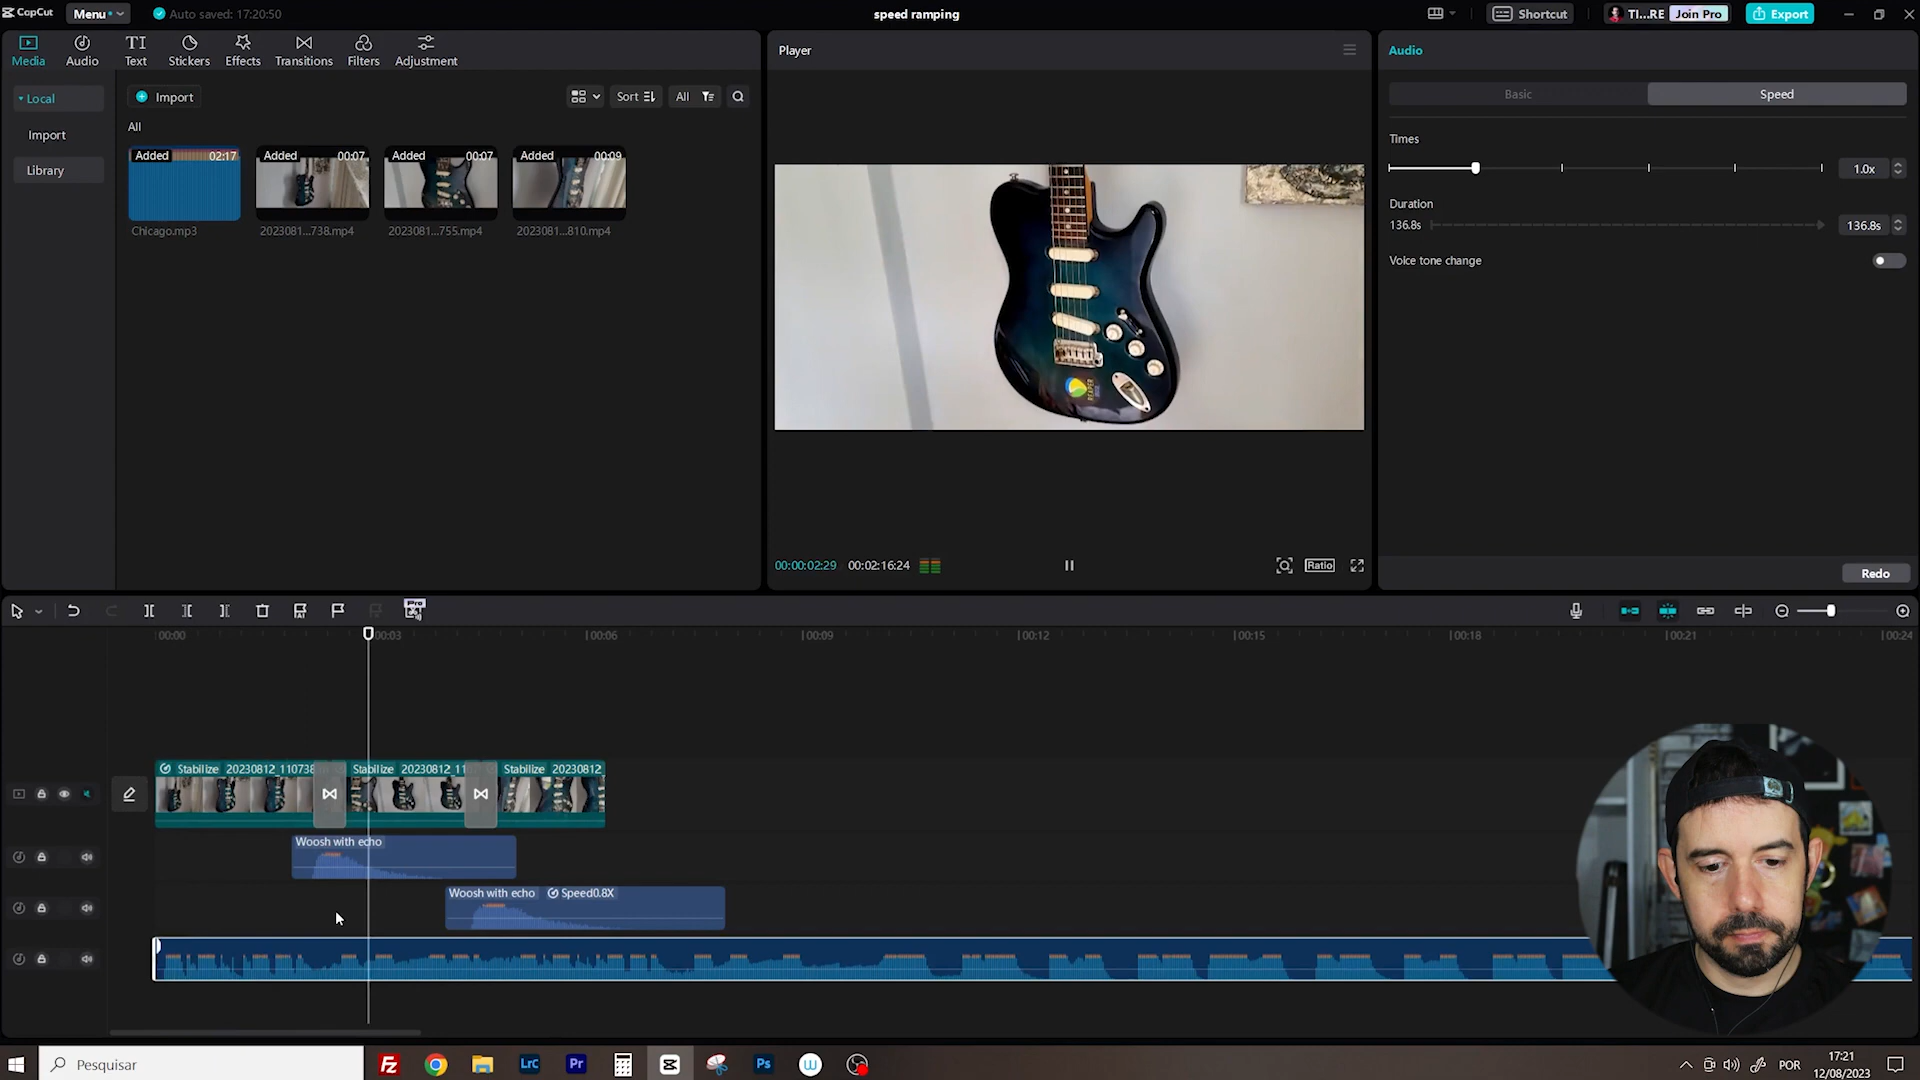 CapCut
Menu
Auto saved: 17:20:50
speed ramping
Shortcut
TI...RE
Join Pro
Export
Media
Audio
TI
Text
Stickers
Effects
Transitions
Filters
Adjustment
Local
Import
Library
Import
Sort
All
All
Added 02:17
Chicago.mp3
Added 00:07
2023081...738.mp4
Added 00:07
2023081...755.mp4
Added 00:09
2023081...810.mp4
Player
00:00:02:29 00:02:16:24
Ratio
Audio
Basic
Speed
Times
1.0x
Duration
136.8s
136.8s
Voice tone change
Redo
Pro
00:00
00:03
00:06
00:09
00:12
00:15
00:18
00:21
00:24
Stabilize 20230812_110738
Stabilize 20230812_11
Stabilize 20230812
Woosh with echo
Woosh with echo Speed0.8X
Pesquisar
Fz
LrC
Pr
Ps
W
POR
17:21
12/08/2023